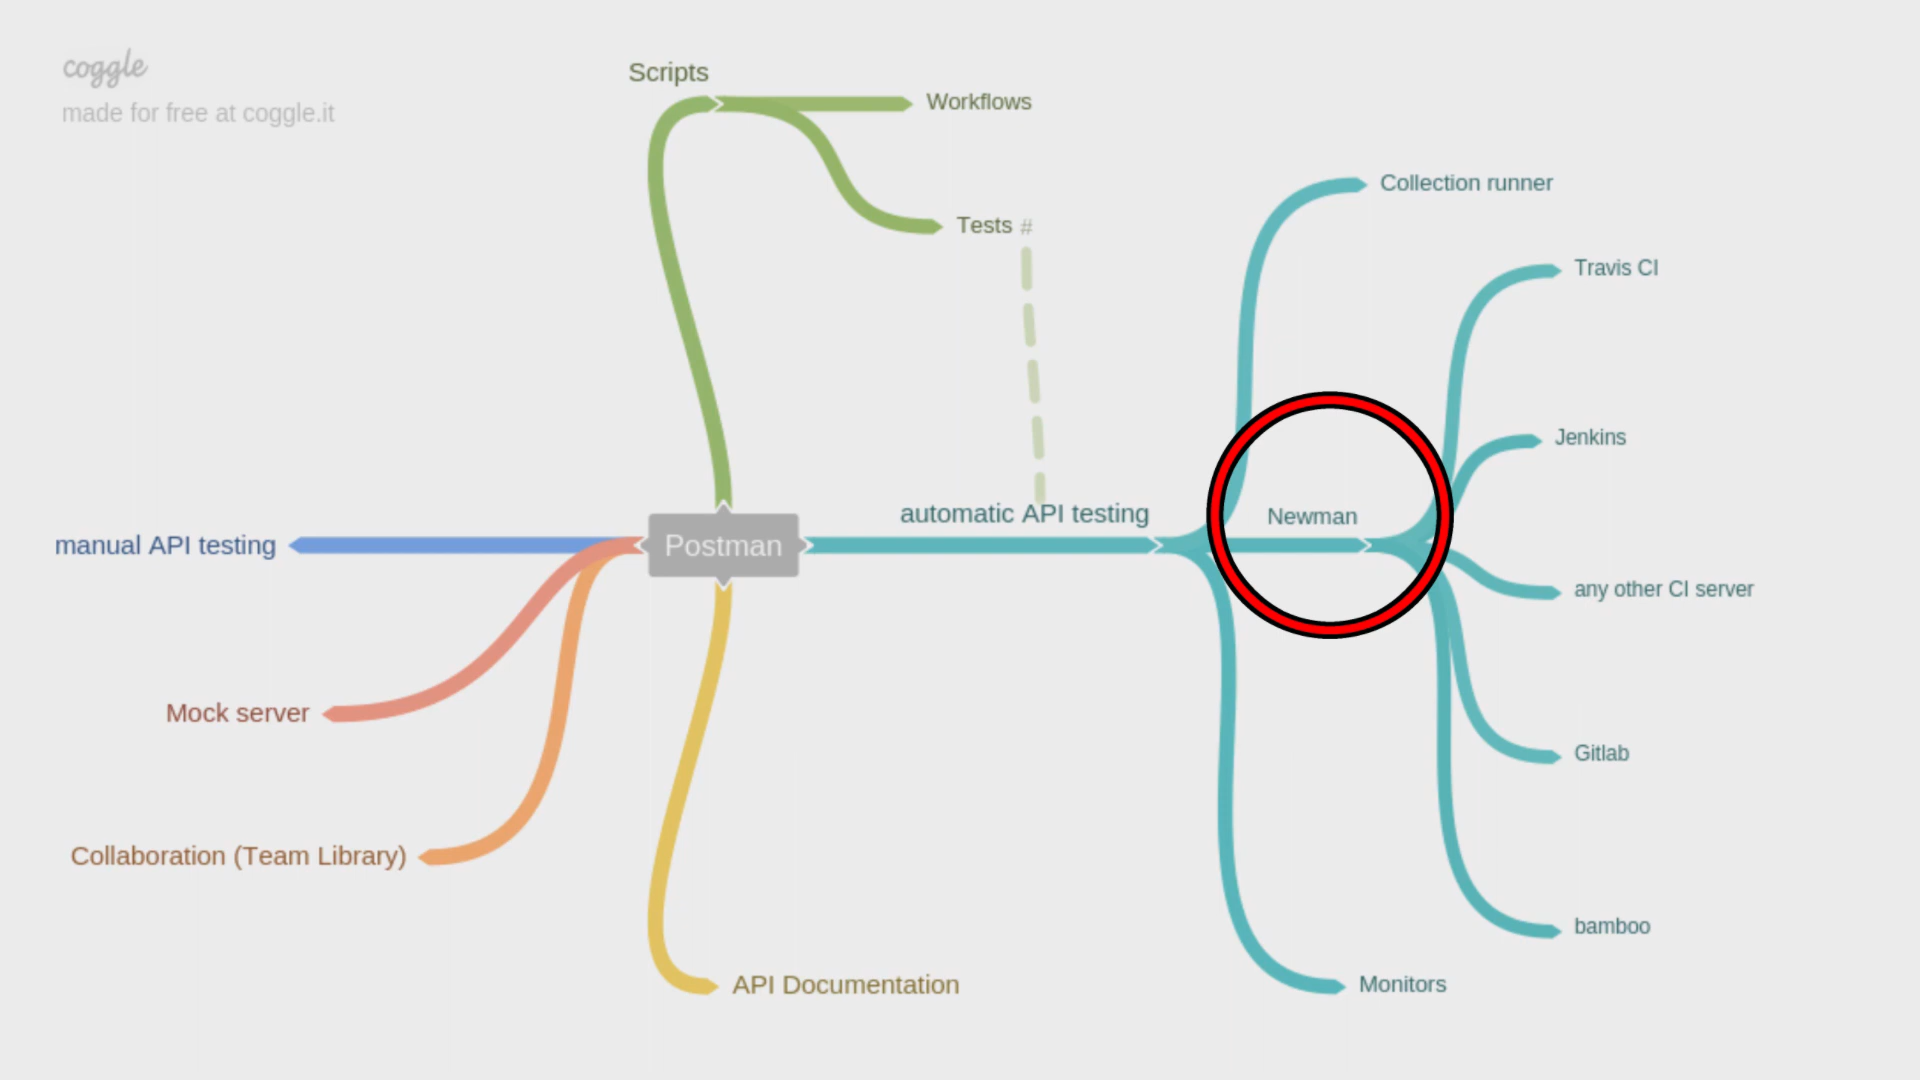 coggle
made for free at coggle.it
Scripts
Workflows
Tests #
Collection runner
Travis CI
Jenkins
automatic API testing
Newman
manual API testing
Postman
any other CI server
Mock server
Gitlab
Collaboration (Team Library)
bamboo
API Documentation
Monitors